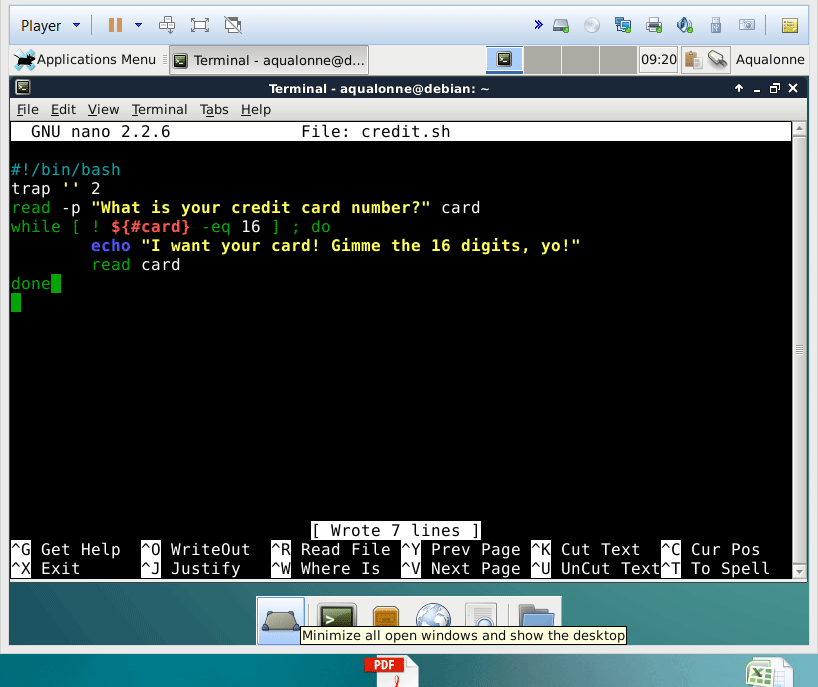 Player
Applications Menu
Terminal - aqualonne@d...
09:20
Aqualonne
Terminal - aqualonne@debian: ~
File Edit View Terminal Tabs Help
GNU nano 2.2.6 File: credit.sh
#!/bin/bash
trap '' 2
read -p "What is your credit card number?" card
while [ ! ${#card} -eq 16 ] ; do
echo "I want your card! Gimme the 16 digits, yo!"
read card
done
[ Wrote 7 lines ]
^G Get Help ^O WriteOut ^R Read File ^Y Prev Page ^K Cut Text ^C Cur Pos
^X Exit ^J Justify ^W Where Is ^V Next Page ^U UnCut Text ^T To Spell
Minimize all open windows and show the desktop
PDF